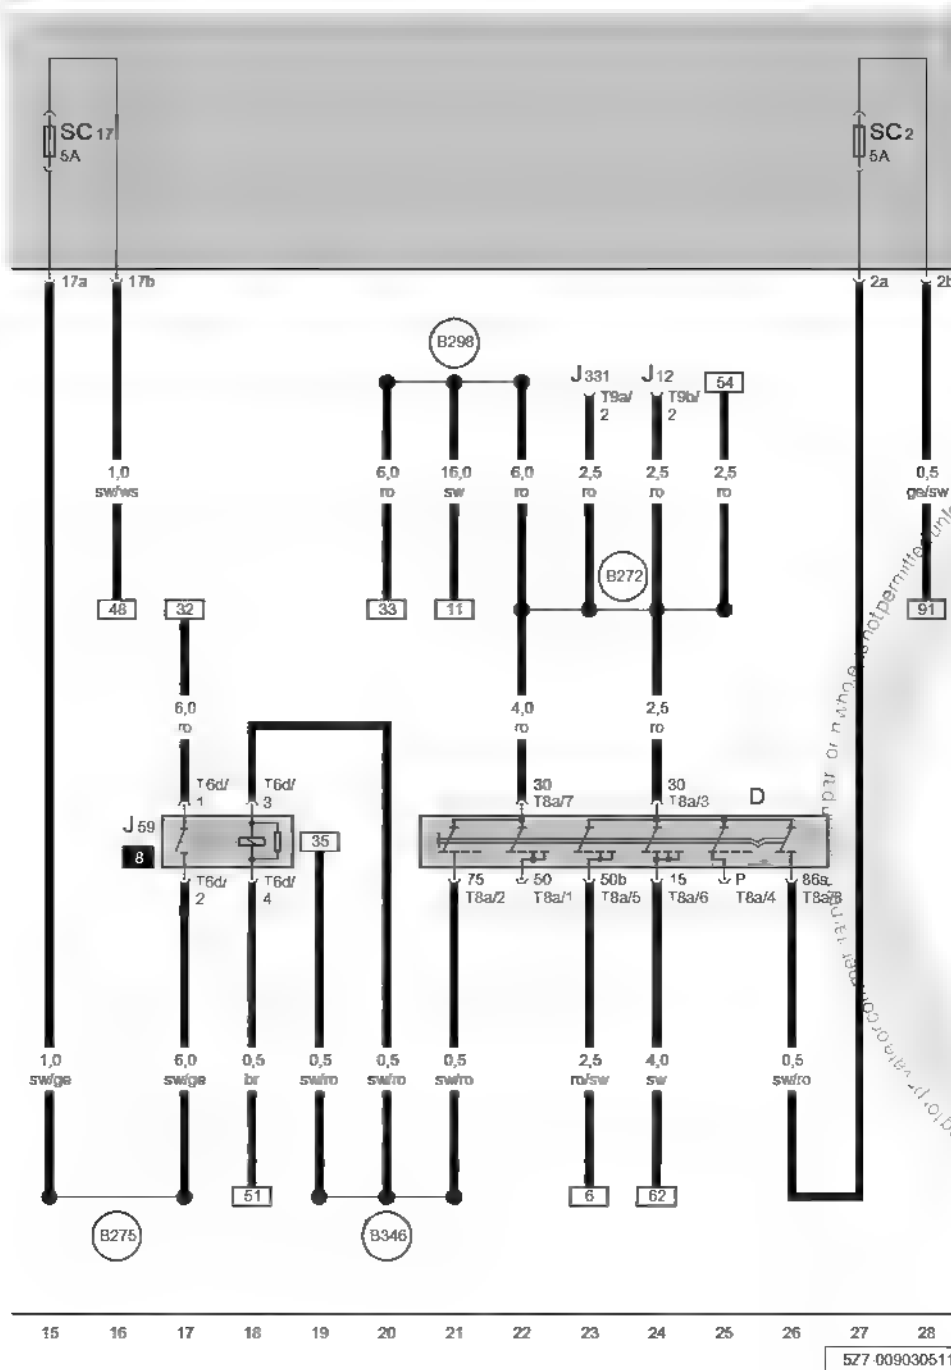 SC 17
5A
SC 2
5A
17a
17b
2a
B298
J 331
T9a/
2
J 12
T9b/
2
54
1,0
sw/ws
6,0
ro
16,0
sw
6,0
ro
2,5
ro
2,5
ro
2,5
ro
0,5
ge/sw
B272
48
32
33
11
91
6,0
ro
4,0
ro
2,5
ro
T6d/
1
T6d/
3
30
T8a/7
30
T8a/3
D
J 59
8
35
T6d/
2
T6d/
4
75
T8a/2
50
T8a/1
50b
T8a/5
15
T8a/6
P
T8a/4
86s
1,0
sw/ge
6,0
sw/ge
0,5
br
0,5
sw/ro
0,5
sw/ro
0,5
sw/ro
2,5
ro/sw
4,0
sw
0,5
sw/ro
51
6
62
B275
B346
15 16 17 18 19 20 21 22 23 24 25 26 27 28
5Z7-009030511